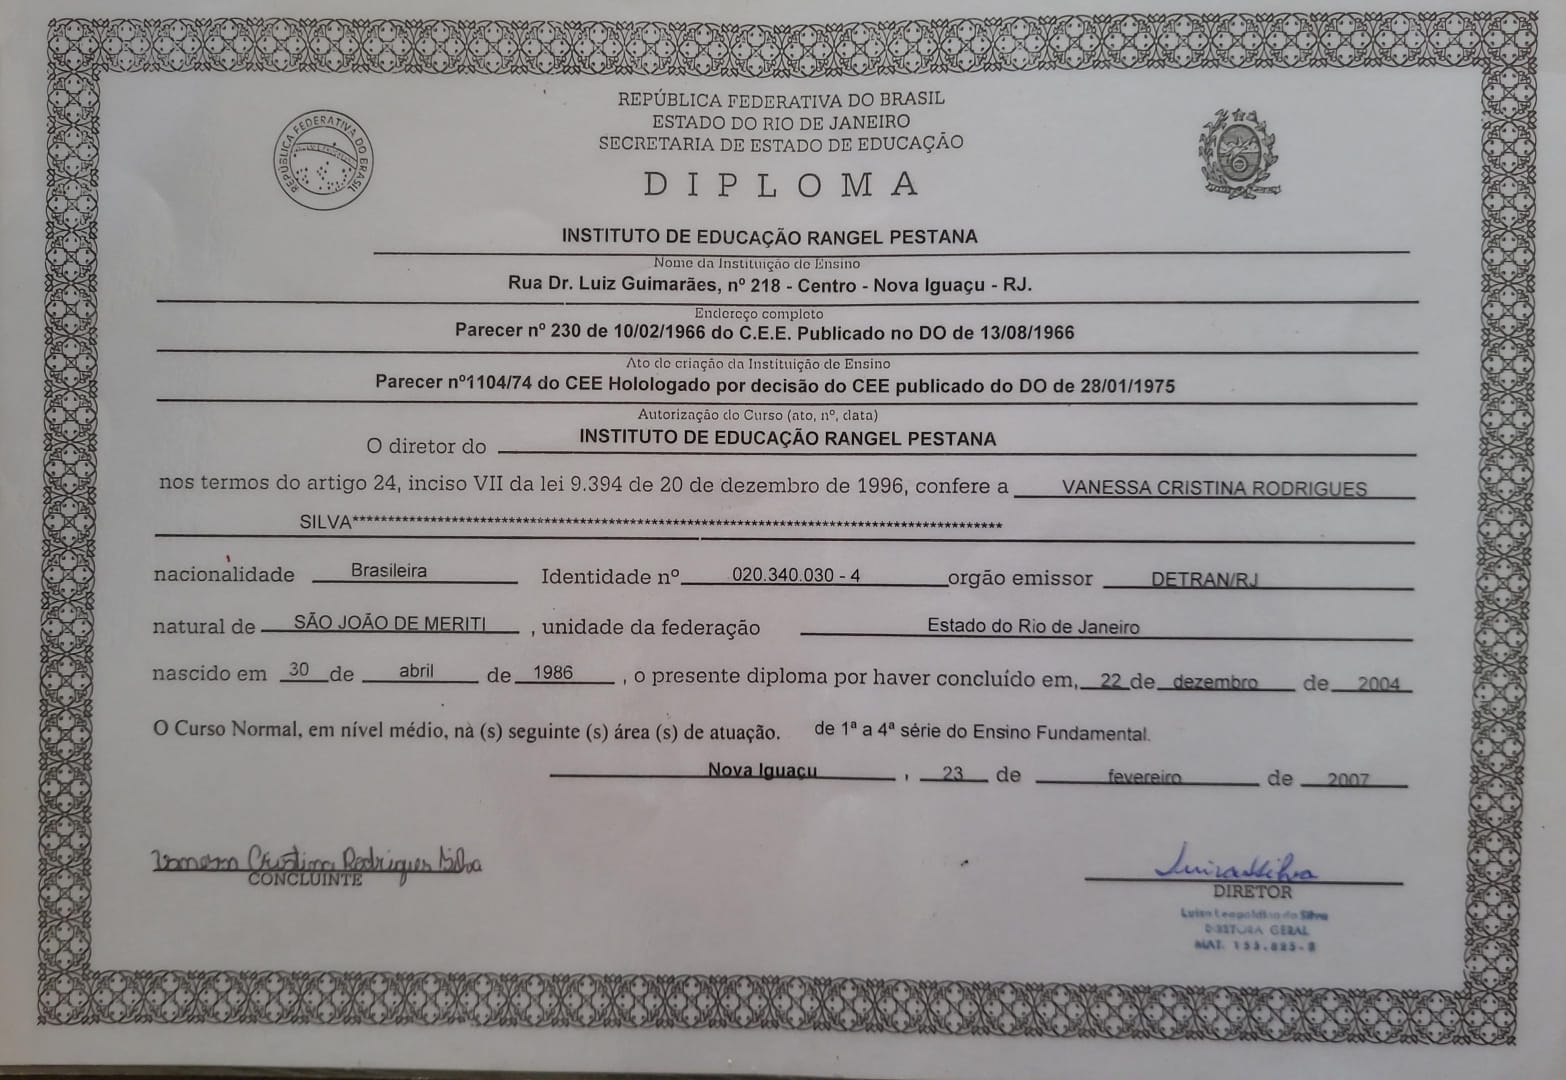 REPÚBLICA FEDERATIVA DO BRASIL
ESTADO DO RIO DE JANEIRO
SECRETARIA DE ESTADO DE EDUCAÇÃO
DIPLOMA
REPÚBLICA FEDERATIVA DO BRASIL
INSTITUTO DE EDUCAÇÃO RANGEL PESTANA
Nome da Instituição de Ensino
Rua Dr. Luiz Guimarães, nº 218 - Centro - Nova Iguaçu - RJ.
Endereço completo
Parecer nº 230 de 10/02/1966 do C.E.E. Publicado no DO de 13/08/1966
Ato de criação da Instituição de Ensino
Parecer nº1104/74 do CEE Holologado por decisão do CEE publicado do DO de 28/01/1975
Autorização do Curso (ato, nº, data)
O diretor do INSTITUTO DE EDUCAÇÃO RANGEL PESTANA
nos termos do artigo 24, inciso VII da lei 9.394 de 20 de dezembro de 1996, confere a VANESSA CRISTINA RODRIGUES
SILVA************************************************************************************************
nacionalidade Brasileira Identidade nº 020.340.030 - 4 orgão emissor DETRAN/RJ
natural de SÃO JOÃO DE MERITI , unidade da federação Estado do Rio de Janeiro
nascido em 30 de abril de 1986 , o presente diploma por haver concluído em, 22 de dezembro de 2004
O Curso Normal, em nível médio, nà (s) seguinte (s) área (s) de atuação. de 1ª a 4ª série do Ensino Fundamental.
Nova Iguaçu , 23 de fevereiro de 2007
Vanessa Cristina Rodrigues Silva
CONCLUINTE
Luiza Silva
DIRETOR
Silva
DIRETORA GERAL
MAT.